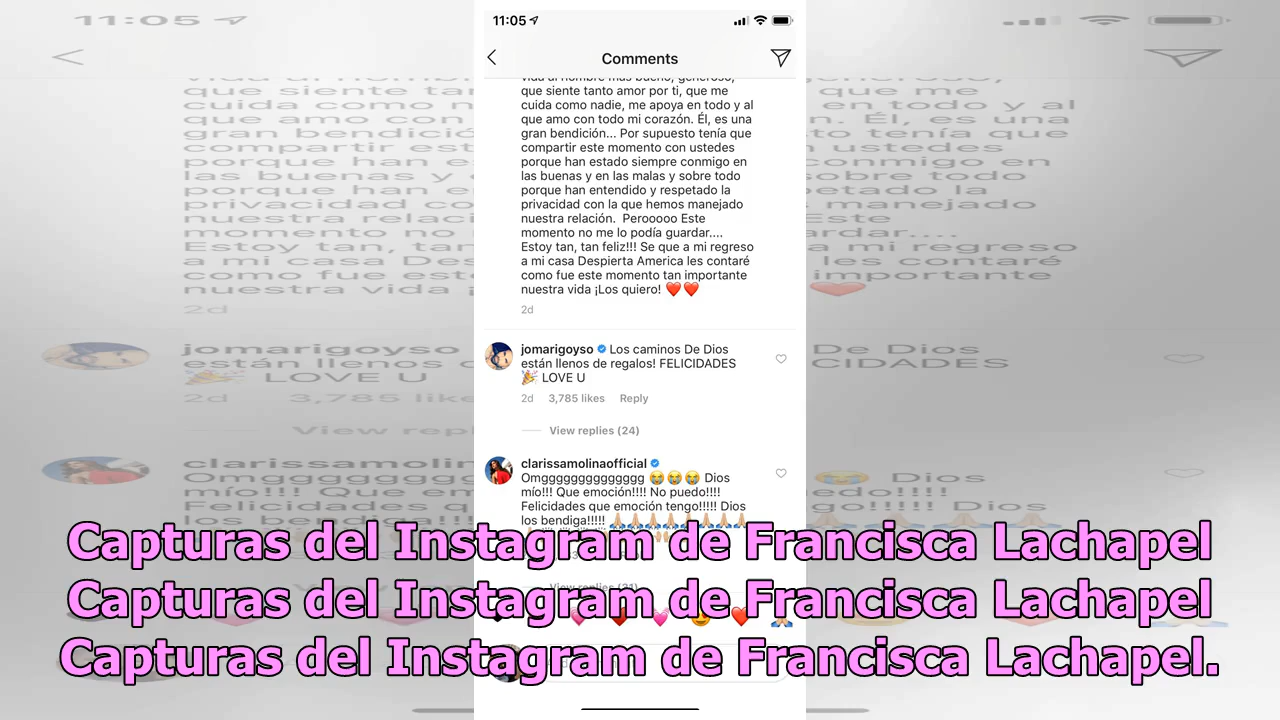 11:05
Comments
vida al hombre más bueno, generoso,
que siente tanto amor por ti, que me
cuida como nadie, me apoya en todo y al
que amo con todo mi corazón. Él, es una
gran bendición... Por supuesto tenía que
compartir este momento con ustedes
porque han estado siempre conmigo en
las buenas y en las malas y sobre todo
porque han entendido y respetado la
privacidad con la que hemos manejado
nuestra relación.  Perooooo Este
momento no me lo podía guardar....
Estoy tan, tan feliz!!! Se que a mi regreso
a mi casa Despierta America les contaré
como fue este momento tan importante
nuestra vida ¡Los quiero! ❤️❤️
2d
jomarigoyso Los caminos De Dios
están llenos de regalos! FELICIDADES
🎉 LOVE U
2d 3,785 likes Reply
View replies (24)
clarissamolinaofficial
Omgggggggggggggg 😭😭😭 Dios
mío!!! Que emoción!!!! No puedo!!!!
Felicidades que emoción tengo!!!!! Dios
los bendiga!!!!! 🙏🏼🙏🏼🙏🏼🙏🏼🙏🏼🙏🏼🙏🏼🙏🏼
Capturas del Instagram de Francisca Lachapel
View replies (21)
Capturas del Instagram de Francisca Lachapel
Capturas del Instagram de Francisca Lachapel.